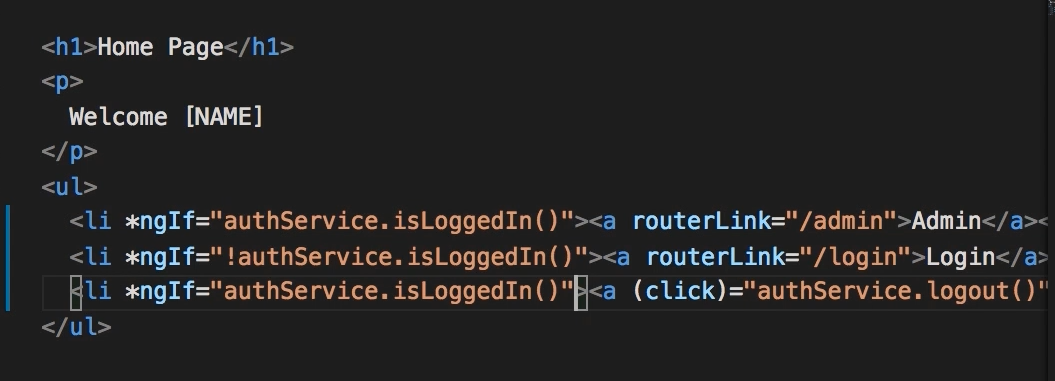 <h1>Home Page</h1>
<p>
Welcome [NAME]
</p>
<ul>
<li *ngIf="authService.isLoggedIn()"><a routerLink="/admin">Admin</a><
<li *ngIf="!authService.isLoggedIn()"><a routerLink="/login">Login</a>
<li *ngIf="authService.isLoggedIn()"><a (click)="authService.logout()"
</ul>